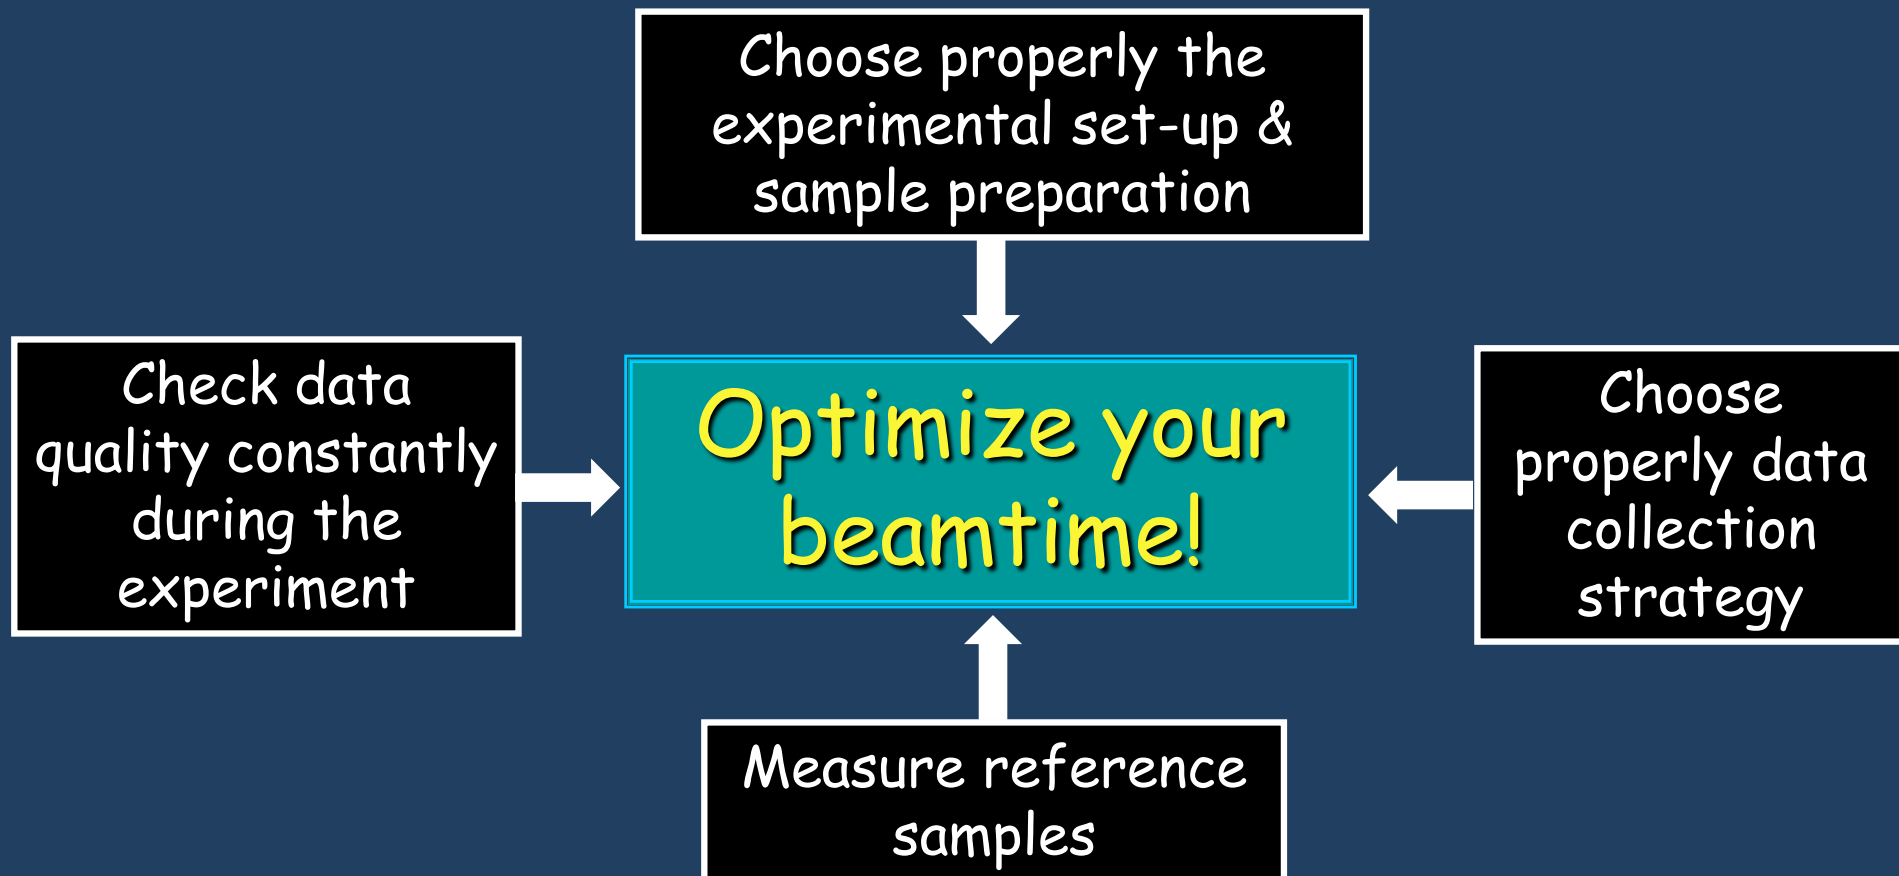 Choose properly the
experimental set-up &
sample preparation
Check data
quality constantly
during the
experiment
Optimize your
beamtime!
Choose
properly data
collection
strategy
Measure reference
samples